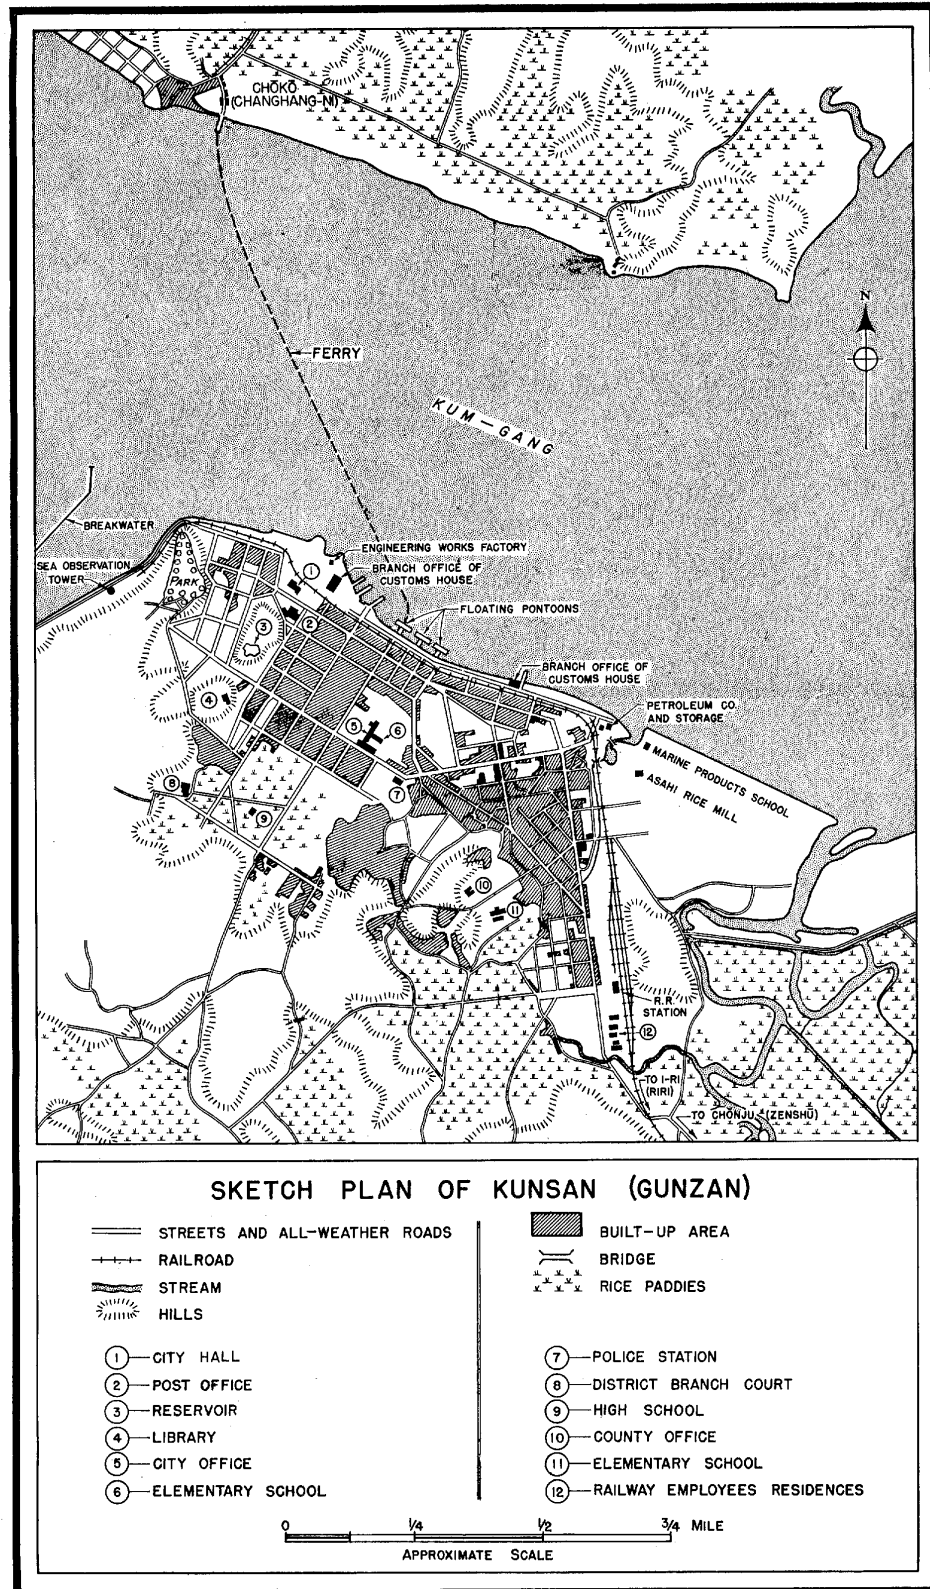 CHŌKŌ
(CHANGHANG-NI)
N
FERRY
KUM-GANG
BREAKWATER
SEA OBSERVATION
TOWER
PARK
ENGINEERING WORKS FACTORY
BRANCH OFFICE OF
CUSTOMS HOUSE
1
FLOATING PONTOONS
2
3
BRANCH OFFICE OF
CUSTOMS HOUSE
4
PETROLEUM CO.
AND STORAGE
5
6
MARINE PRODUCTS SCHOOL
ASAHI RICE MILL
7
8
9
10
11
R.R.
STATION
12
TO I-RI
(RIRI)
TO CHONJU (ZENSHŪ)
SKETCH PLAN OF KUNSAN (GUNZAN)
STREETS AND ALL-WEATHER ROADS
RAILROAD
STREAM
HILLS
BUILT-UP AREA
BRIDGE
RICE PADDIES
1 — CITY HALL
2 — POST OFFICE
3 — RESERVOIR
4 — LIBRARY
5 — CITY OFFICE
6 — ELEMENTARY SCHOOL
7 — POLICE STATION
8 — DISTRICT BRANCH COURT
9 — HIGH SCHOOL
10 — COUNTY OFFICE
11 — ELEMENTARY SCHOOL
12 — RAILWAY EMPLOYEES RESIDENCES
0 1/4 1/2 3/4 MILE
APPROXIMATE SCALE